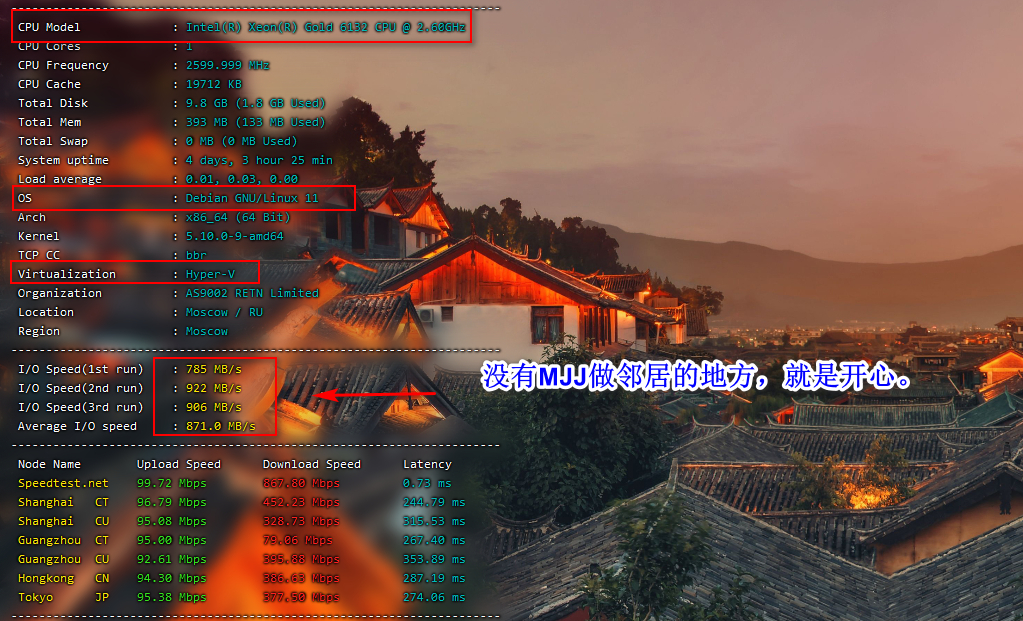 ----------------------------------------------------------------------
CPU Model : Intel(R) Xeon(R) Gold 6132 CPU @ 2.60GHz
CPU Cores : 1
CPU Frequency : 2599.999 MHz
CPU Cache : 19712 KB
Total Disk : 9.8 GB (1.8 GB Used)
Total Mem : 393 MB (133 MB Used)
Total Swap : 0 MB (0 MB Used)
System uptime : 4 days, 3 hour 25 min
Load average : 0.01, 0.03, 0.00
OS : Debian GNU/Linux 11
Arch : x86_64 (64 Bit)
Kernel : 5.10.0-9-amd64
TCP CC : bbr
Virtualization : Hyper-V
Organization : AS9002 RETN Limited
Location : Moscow / RU
Region : Moscow
----------------------------------------------------------------------
I/O Speed(1st run) : 785 MB/s
I/O Speed(2nd run) : 922 MB/s
I/O Speed(3rd run) : 906 MB/s
Average I/O speed : 871.0 MB/s
没有MJJ做邻居的地方，就是开心。
----------------------------------------------------------------------
Node Name Upload Speed Download Speed Latency
Speedtest.net 99.72 Mbps 867.80 Mbps 0.73 ms
Shanghai CT 96.79 Mbps 452.23 Mbps 244.79 ms
Shanghai CU 95.08 Mbps 328.73 Mbps 315.53 ms
Guangzhou CT 95.00 Mbps 79.06 Mbps 267.40 ms
Guangzhou CU 92.61 Mbps 395.88 Mbps 353.89 ms
Hongkong CN 94.30 Mbps 386.63 Mbps 287.19 ms
Tokyo JP 95.38 Mbps 377.50 Mbps 274.06 ms
----------------------------------------------------------------------